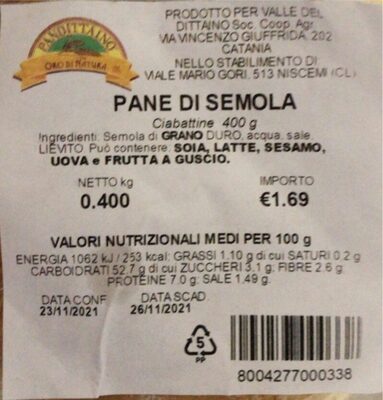 PRODOTTO PER VALLE DEL
DITTAINO Soc. Coop. Agr.
VIA VINCENZO GIUFFRIDA, 202
CATANIA
NELLO STABILIMENTO DI
VIALE MARIO GORI, 513 NISCEMI (CL)
PANDITTAINO
ORO DI NATURA
PANE DI SEMOLA
Ciabattine 400 g
Ingredienti: Semola di GRANO DURO, acqua, sale,
LIEVITO. Può contenere: SOIA, LATTE, SESAMO,
UOVA e FRUTTA A GUSCIO.
NETTO kg IMPORTO
0.400 €1.69
VALORI NUTRIZIONALI MEDI PER 100 g
ENERGIA 1062 kJ / 253 kcal; GRASSI 1.10 g di cui SATURI 0.2 g
CARBOIDRATI 52.7 g di cui ZUCCHERI 3.1 g; FIBRE 2.6 g
PROTEINE 7.0 g; SALE 1.49 g.
DATA CONF. DATA SCAD.
23/11/2021 26/11/2021
5
PP
8004277000338